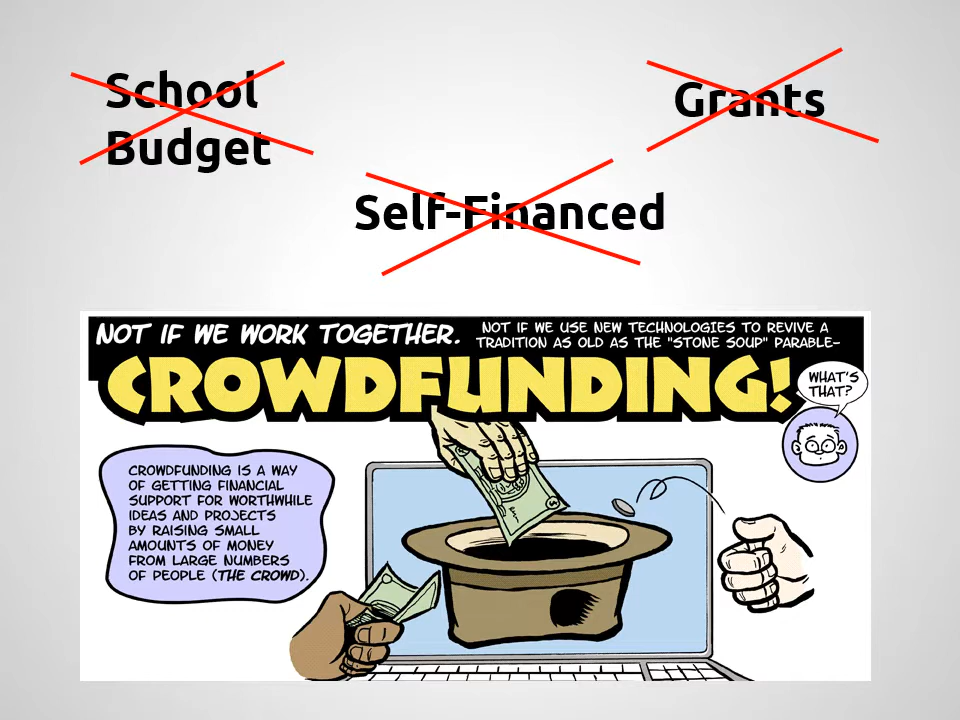 School
Budget
Grants
Self-Financed
NOT IF WE WORK TOGETHER.
NOT IF WE USE NEW TECHNOLOGIES TO REVIVE A
TRADITION AS OLD AS THE "STONE SOUP" PARABLE–
CROWDFUNDING!
WHAT'S
THAT?
CROWDFUNDING IS A WAY
OF GETTING FINANCIAL
SUPPORT FOR WORTHWHILE
IDEAS AND PROJECTS
BY RAISING SMALL
AMOUNTS OF MONEY
FROM LARGE NUMBERS
OF PEOPLE (THE CROWD).